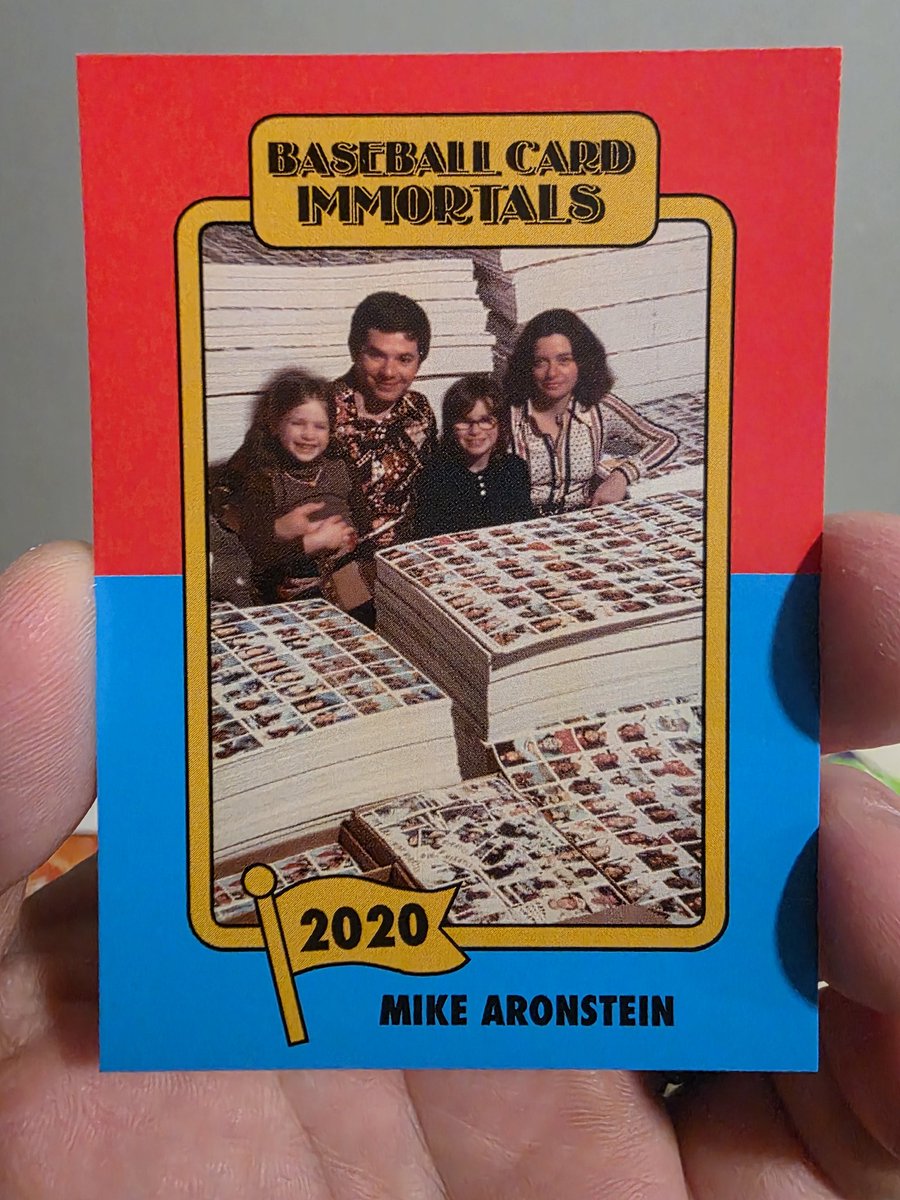 BASEBALL CARD
IMMORTALS
2020
MIKE ARONSTEIN